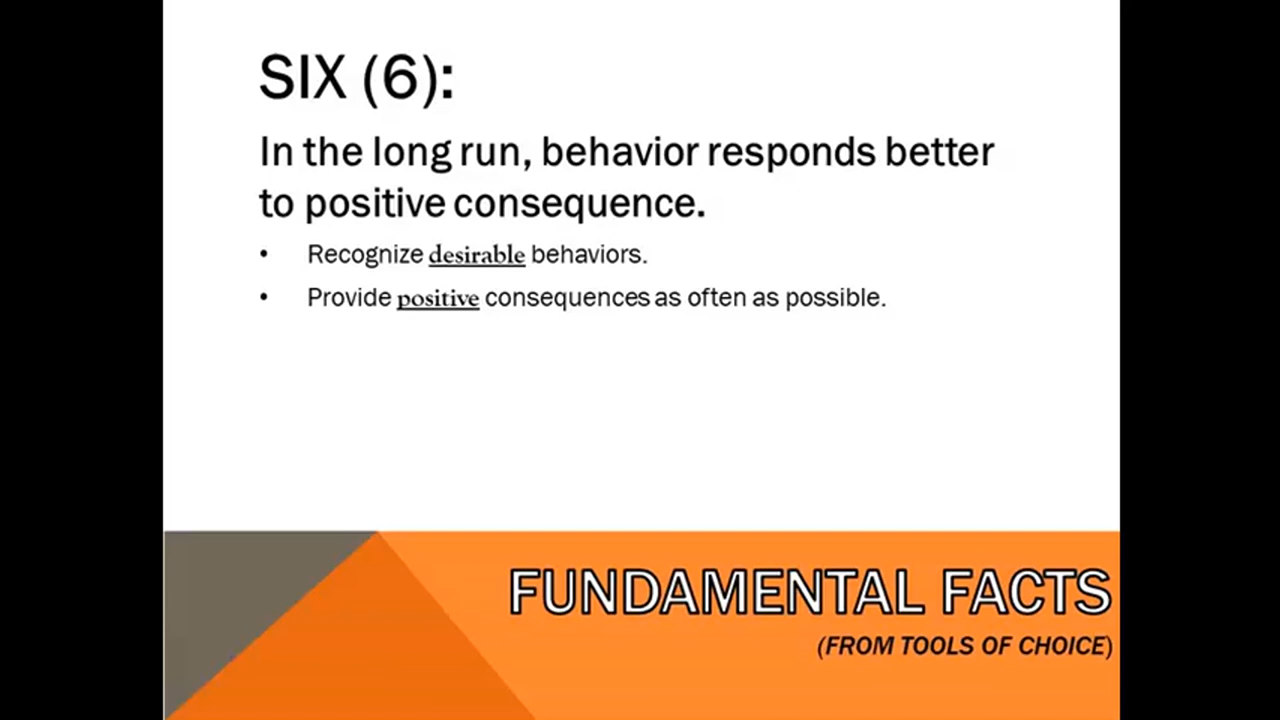 SIX (6):
In the long run, behavior responds better
to positive consequence.
• Recognize desirable behaviors.
• Provide positive consequences as often as possible.
FUNDAMENTAL FACTS
(FROM TOOLS OF CHOICE)